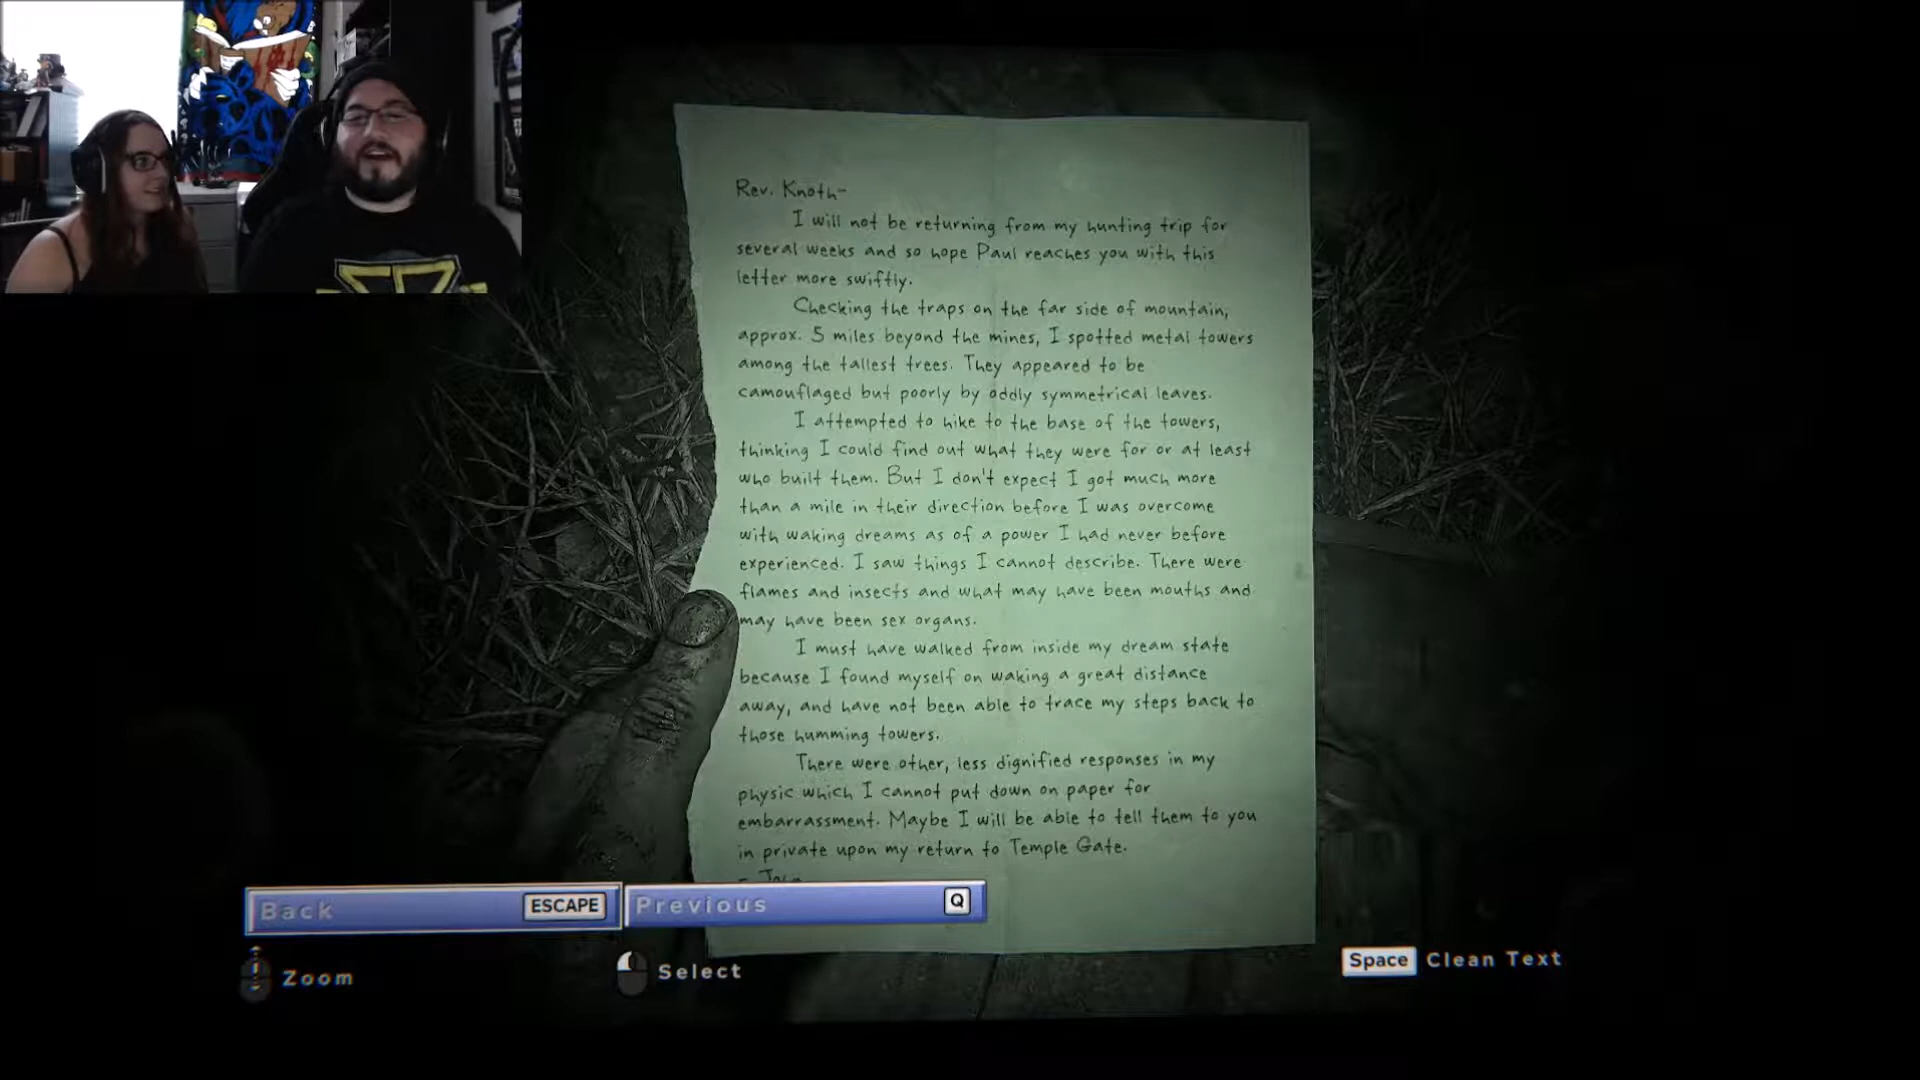 Rev. Knoth-
I will not be returning from my hunting trip for
several weeks and so hope Paul reaches you with this
letter more swiftly.
Checking the traps on the far side of mountain,
approx. 5 miles beyond the mines, I spotted metal towers
among the tallest trees. They appeared to be
camouflaged but poorly by oddly symmetrical leaves.
I attempted to hike to the base of the towers,
thinking I could find out what they were for or at least
who built them. But I don't expect I got much more
than a mile in their direction before I was overcome
with waking dreams as of a power I had never before
experienced. I saw things I cannot describe. There were
flames and insects and what may have been mouths and
may have been sex organs.
I must have walked from inside my dream state
because I found myself on waking a great distance
away, and have not been able to trace my steps back to
those humming towers.
There were other, less dignified responses in my
physic which I cannot put down on paper for
embarrassment. Maybe I will be able to tell them to you
in private upon my return to Temple Gate.
Back ESCAPE Previous Q
Zoom Select Space Clean Text